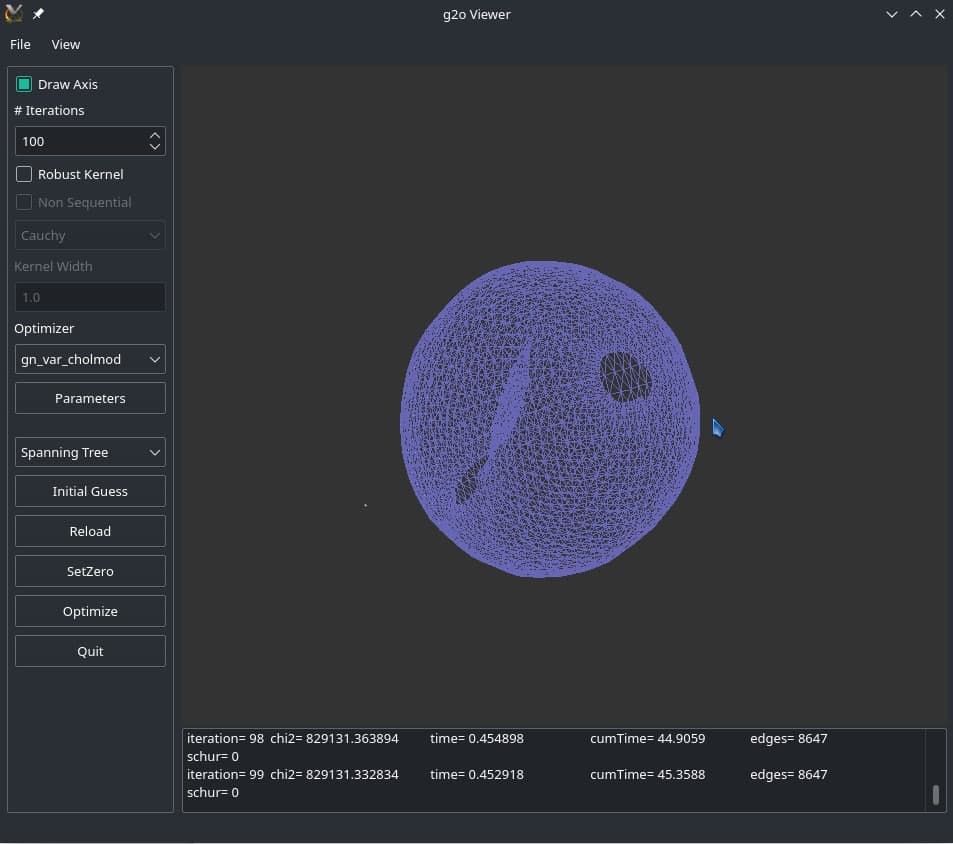 g2o Viewer
File View
Draw Axis
# Iterations
100
Robust Kernel
Non Sequential
Cauchy
Kernel Width
1.0
Optimizer
gn_var_cholmod
Parameters
Spanning Tree
Initial Guess
Reload
SetZero
Optimize
Quit
iteration= 98 chi2= 829131.363894 time= 0.454898 cumTime= 44.9059 edges= 8647
schur= 0
iteration= 99 chi2= 829131.332834 time= 0.452918 cumTime= 45.3588 edges= 8647
schur= 0